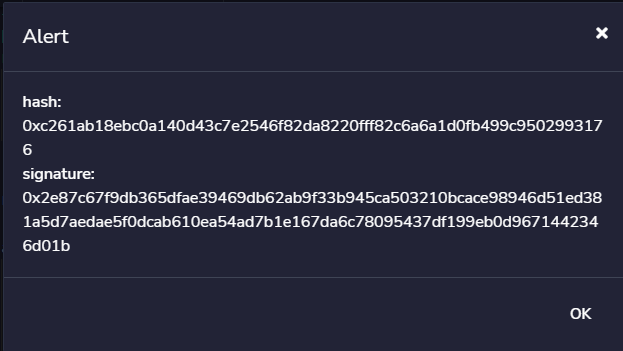 Alert
hash:
0xc261ab18ebc0a140d43c7e2546f82da8220fff82c6a6a1d0fb499c950299317
6
signature:
0x2e87c67f9db365dfae39469db62ab9f33b945ca503210bcace98946d51ed38
1a5d7aedae5f0dcab610ea54ad7b1e167da6c78095437df199eb0d967144234
6d01b
OK